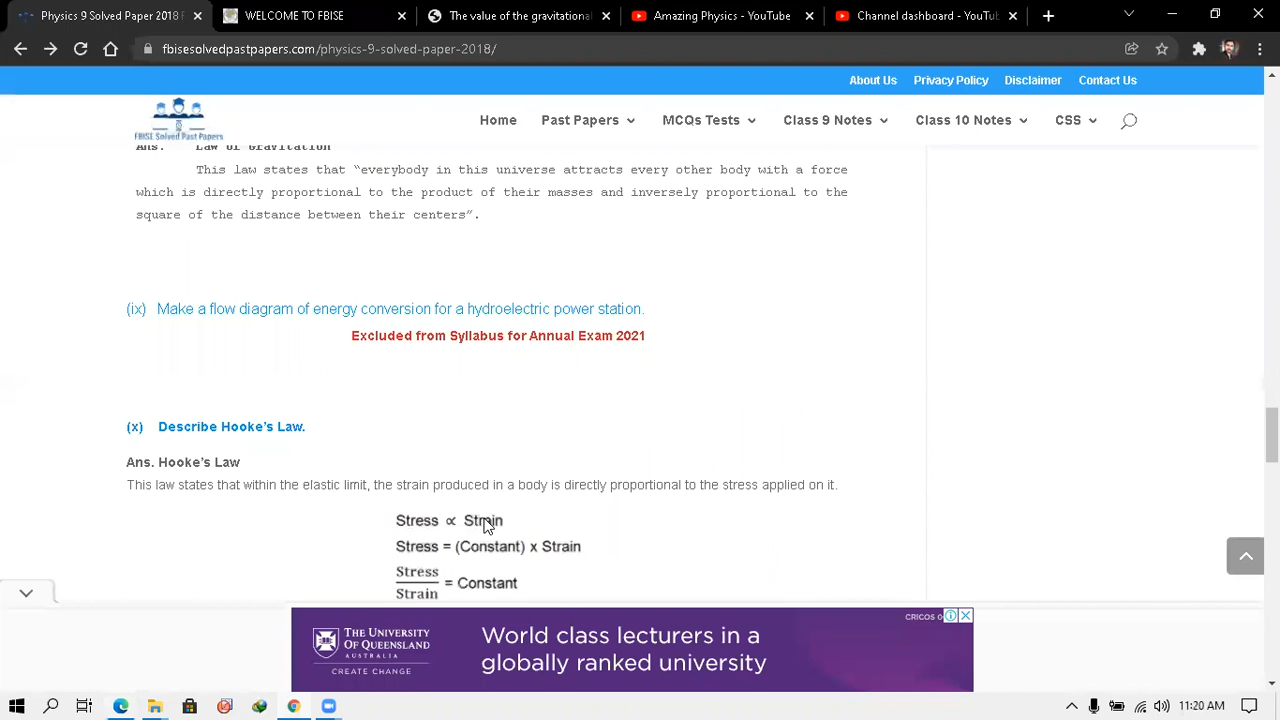 Physics 9 Solved Paper 2018 F
WELCOME TO FBISE
The value of the gravitational
Amazing Physics - YouTube
Channel dashboard - YouTu
fbisesolvedpastpapers.com/physics-9-solved-paper-2018/
About Us Privacy Policy Disclaimer Contact Us
FBISE Solved Past Papers
Home Past Papers MCQs Tests Class 9 Notes Class 10 Notes CSS
Ans. Law of Gravitation
This law states that “everybody in this universe attracts every other body with a force
which is directly proportional to the product of their masses and inversely proportional to the
square of the distance between their centers”.
(ix) Make a flow diagram of energy conversion for a hydroelectric power station.
Excluded from Syllabus for Annual Exam 2021
(x) Describe Hooke’s Law.
Ans. Hooke’s Law
This law states that within the elastic limit, the strain produced in a body is directly proportional to the stress applied on it.
Stress ∝ Strain
Stress = (Constant) x Strain
Stress
Strain
= Constant
CRICOS 0
THE UNIVERSITY
OF QUEENSLAND
AUSTRALIA
CREATE CHANGE
World class lecturers in a
globally ranked university
11:20 AM